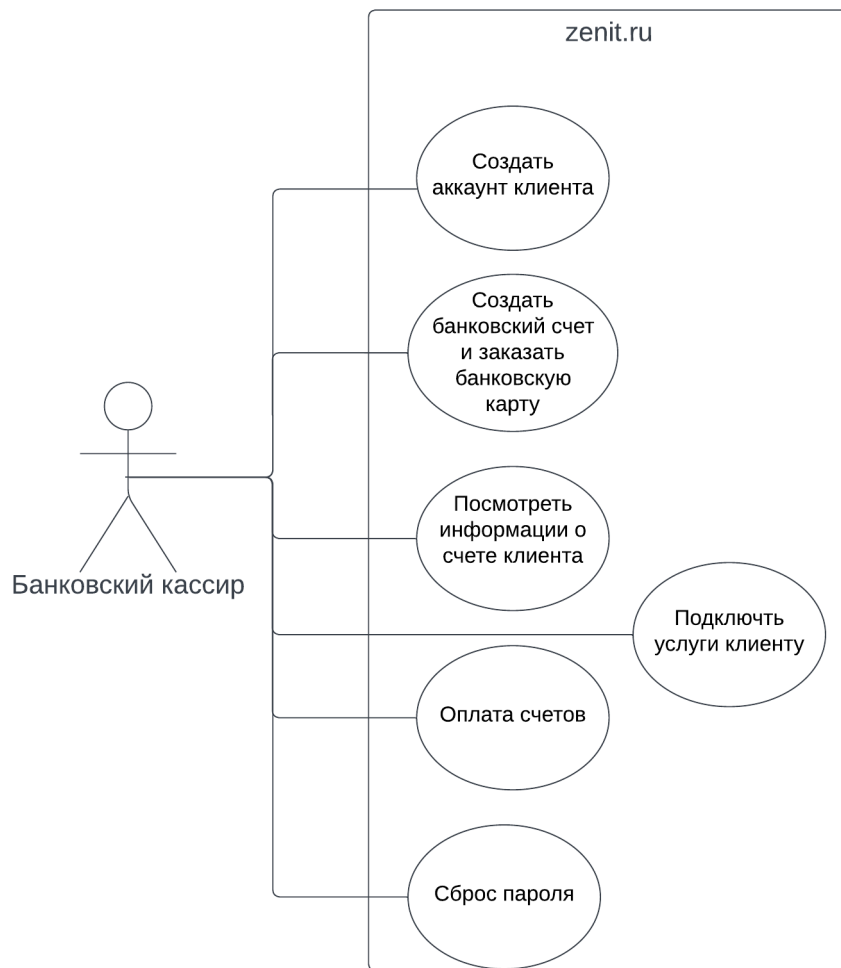 zenit.ru
Создать
аккаунт клиента
Создать
банковский счет
и заказать
банковскую
карту
Посмотреть
информации о
счете клиента
Банковский кассир
Подключть
услуги клиенту
Оплата счетов
Сброс пароля